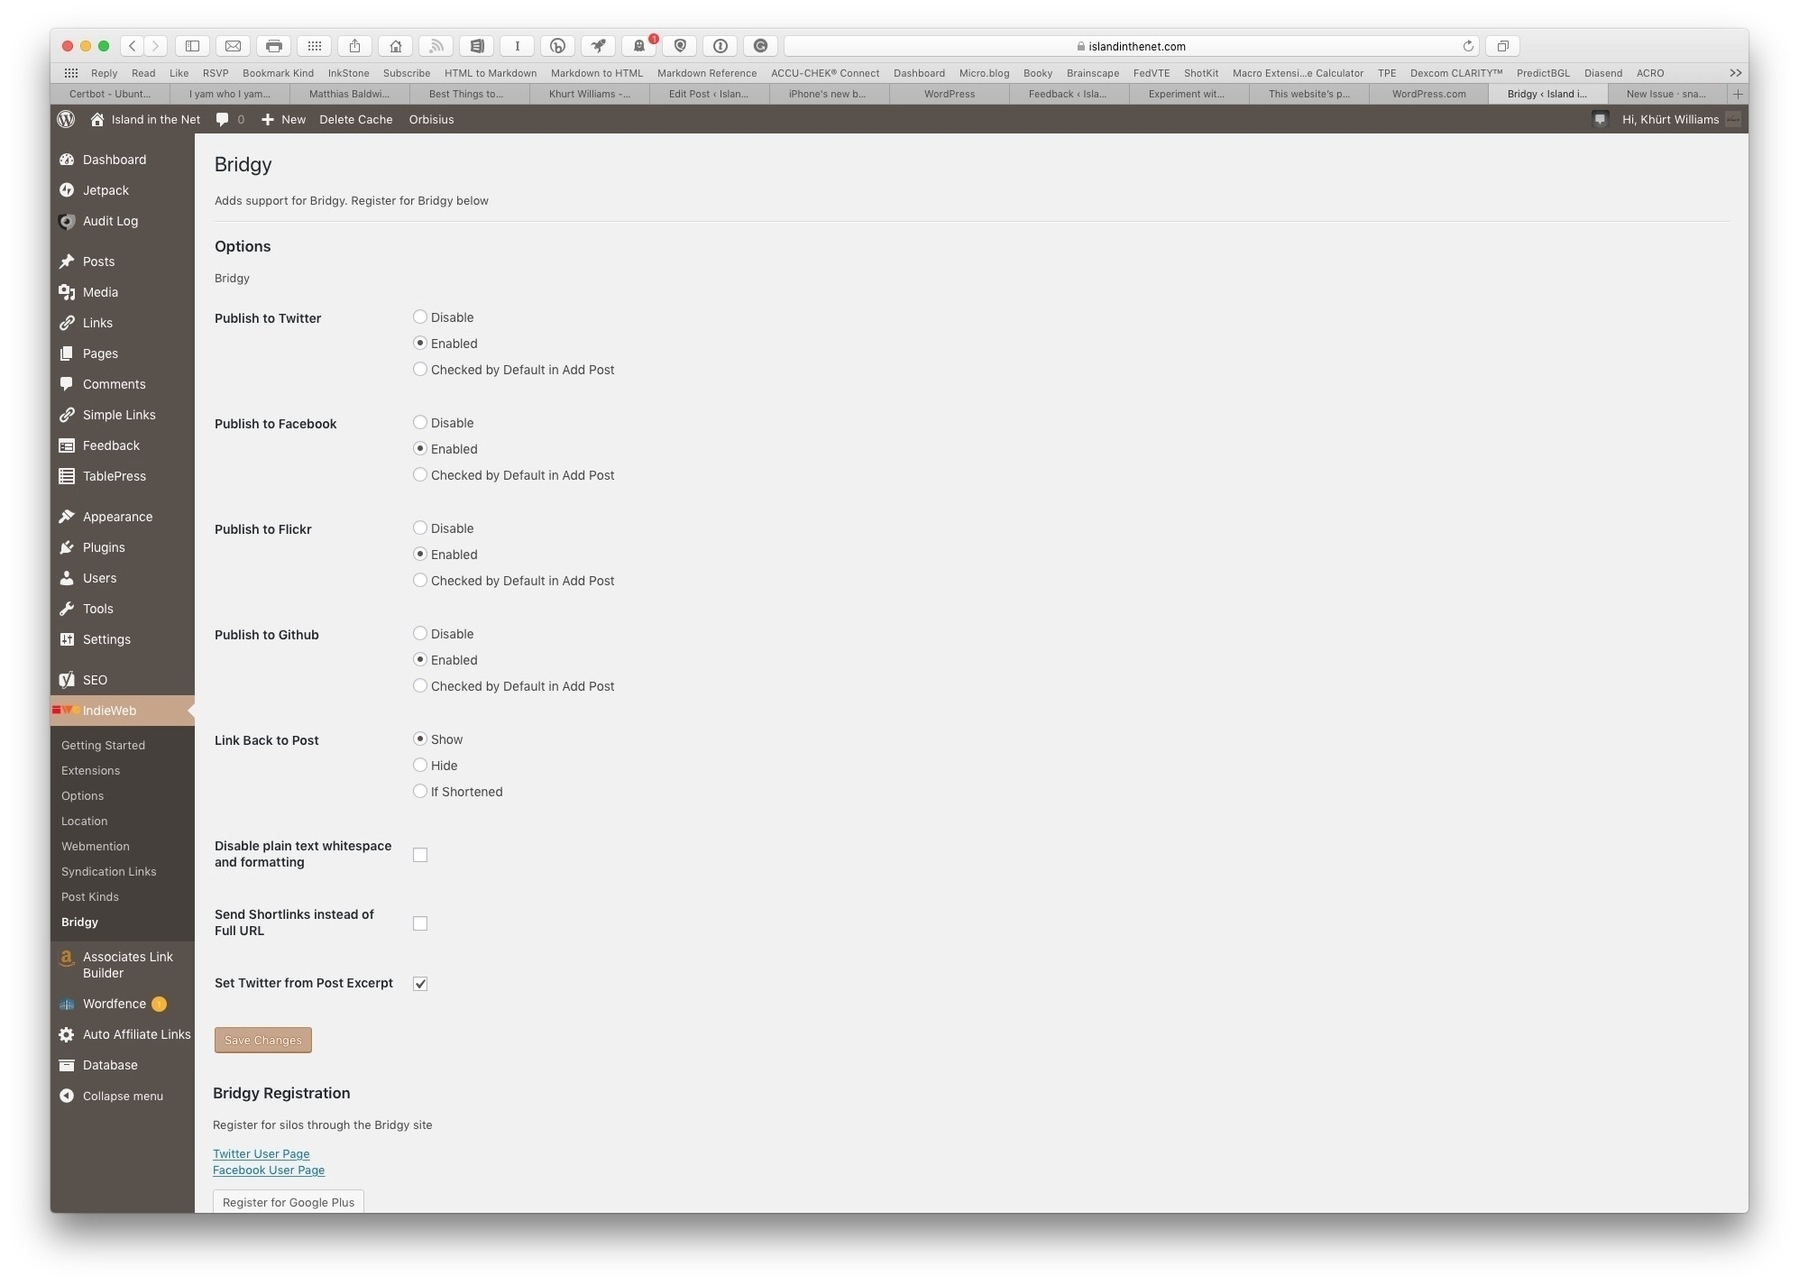 islandinthenet.com
Reply Read Like RSVP Bookmark Kind InkStone Subscribe HTML to Markdown Markdown to HTML Markdown Reference ACCU-CHEK® Connect Dashboard Micro.blog Booky Brainscape FedVTE ShotKit Macro Extensi...e Calculator TPE Dexcom CLARITY™ PredictBGL Diasend ACRO
Certbot - Ubunt... I yam who I yam... Matthias Baldwi... Best Things to... Khurt Williams -... Edit Post ‹ Islan... iPhone's new b... WordPress Feedback ‹ Isla... Experiment wit... This website's p... WordPress.com Bridgy ‹ Island i... New Issue · sna...
Island in the Net 0 New Delete Cache Orbisius Hi, Khürt Williams
Dashboard
Jetpack
Audit Log
Posts
Media
Links
Pages
Comments
Simple Links
Feedback
TablePress
Appearance
Plugins
Users
Tools
Settings
SEO
IndieWeb
Getting Started
Extensions
Options
Location
Webmention
Syndication Links
Post Kinds
Bridgy
Associates Link
Builder
Wordfence 1
Auto Affiliate Links
Database
Collapse menu
Bridgy
Adds support for Bridgy. Register for Bridgy below
Options
Bridgy
Publish to Twitter
Disable
Enabled
Checked by Default in Add Post
Publish to Facebook
Disable
Enabled
Checked by Default in Add Post
Publish to Flickr
Disable
Enabled
Checked by Default in Add Post
Publish to Github
Disable
Enabled
Checked by Default in Add Post
Link Back to Post
Show
Hide
If Shortened
Disable plain text whitespace
and formatting
Send Shortlinks instead of
Full URL
Set Twitter from Post Excerpt
Save Changes
Bridgy Registration
Register for silos through the Bridgy site
Twitter User Page
Facebook User Page
Register for Google Plus